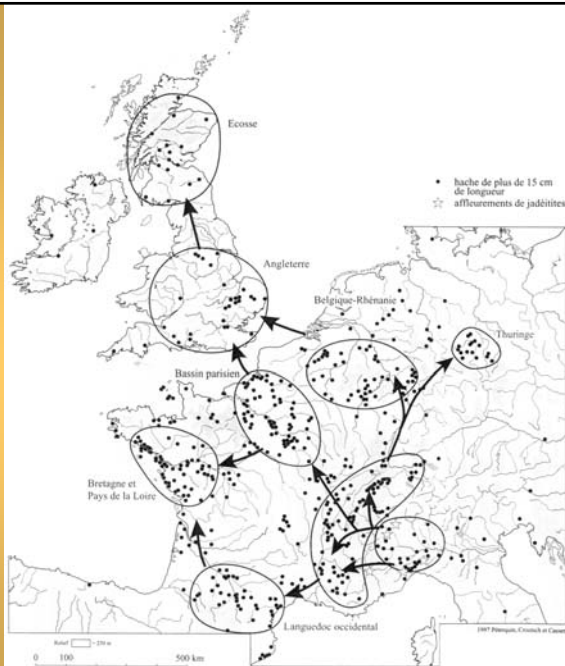 Ecosse
hache de plus de 15 cm
de longueur
affleurements de jadéitites
Angleterre
Belgique-Rhénanie
Thuringe
Bassin parisien
Bretagne et
Pays de la Loire
Languedoc occidental
1997 Pétrequin, Croutsch et Cassen
Relief
0 100 500 km